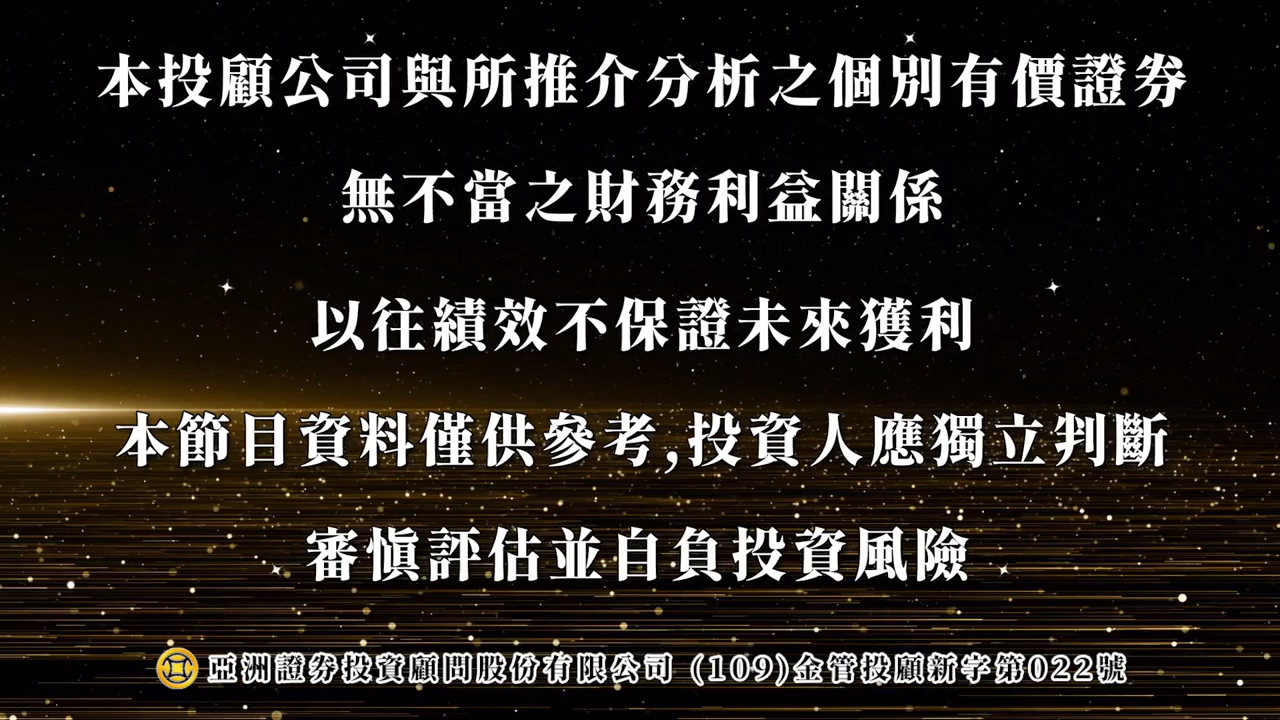 本投顧公司與所推介分析之個別有價證券
無不當之財務利益關係
以往績效不保證未來獲利
本節目資料僅供參考,投資人應獨立判斷
審慎評估並自負投資風險
亞洲證券投資顧問股份有限公司 (109)金管投顧新字第022號